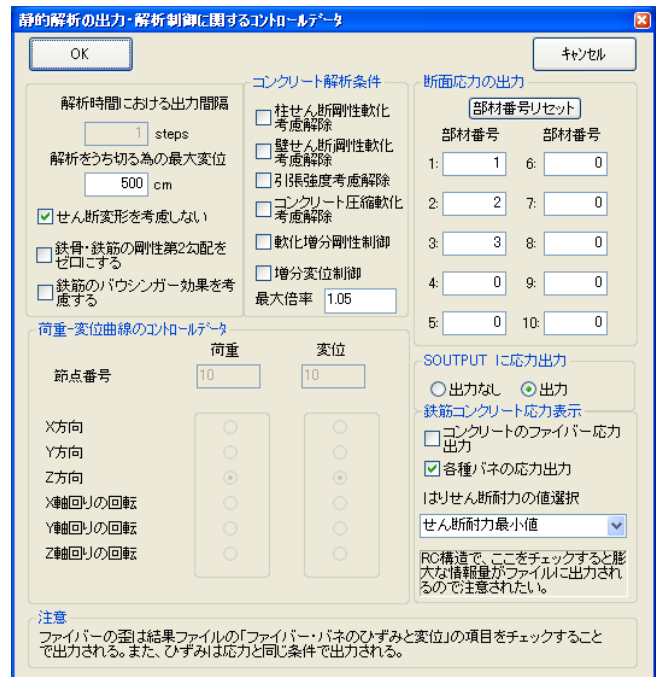 静的解析の出力・解析制御に関するコントロールデータ
OK
キャンセル
解析時間における出力間隔
1 steps
解析をうち切る為の最大変位
500 cm
せん断変形を考慮しない
鉄骨・鉄筋の剛性第2勾配を
ゼロにする
鉄筋のバウシンガー効果を考
慮する
コンクリート解析条件
柱せん断剛性軟化
考慮解除
壁せん断剛性軟化
考慮解除
引張強度考慮解除
コンクリート圧縮軟化
考慮解除
軟化増分剛性制御
増分変位制御
最大倍率 1.05
断面応力の出力
部材番号リセット
部材番号 部材番号
1: 1 6: 0
2: 2 7: 0
3: 3 8: 0
4: 0 9: 0
5: 0 10: 0
荷重-変位曲線のコントロールデータ
荷重 変位
節点番号 10 10
X方向
Y方向
Z方向
X軸回りの回転
Y軸回りの回転
Z軸回りの回転
SOUTPUT に応力出力
出力なし 出力
鉄筋コンクリート応力表示
コンクリートのファイバー応力
出力
各種バネの応力出力
はりせん断耐力の値選択
せん断耐力最小値
RC構造で、ここをチェックすると膨
大な情報量がファイルに出力され
るので注意されたい。
注意
ファイバーの歪は結果ファイルの「ファイバー・バネのひずみと変位」の項目をチェックすること
で出力される。また、ひずみは応力と同じ条件で出力される。